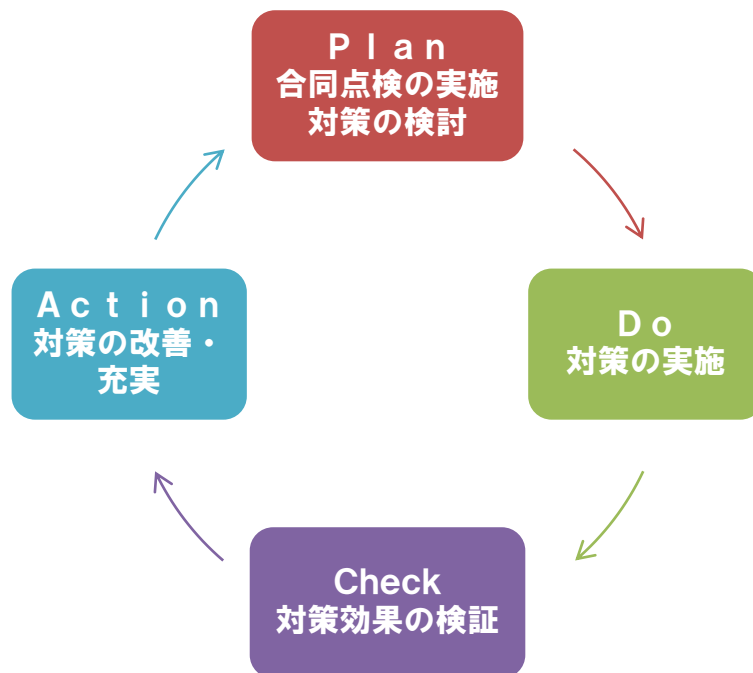 Ｐｌａｎ
合同点検の実施
対策の検討
Ａｃｔｉｏｎ
対策の改善・
充実
Ｄｏ
対策の実施
Check
対策効果の検証